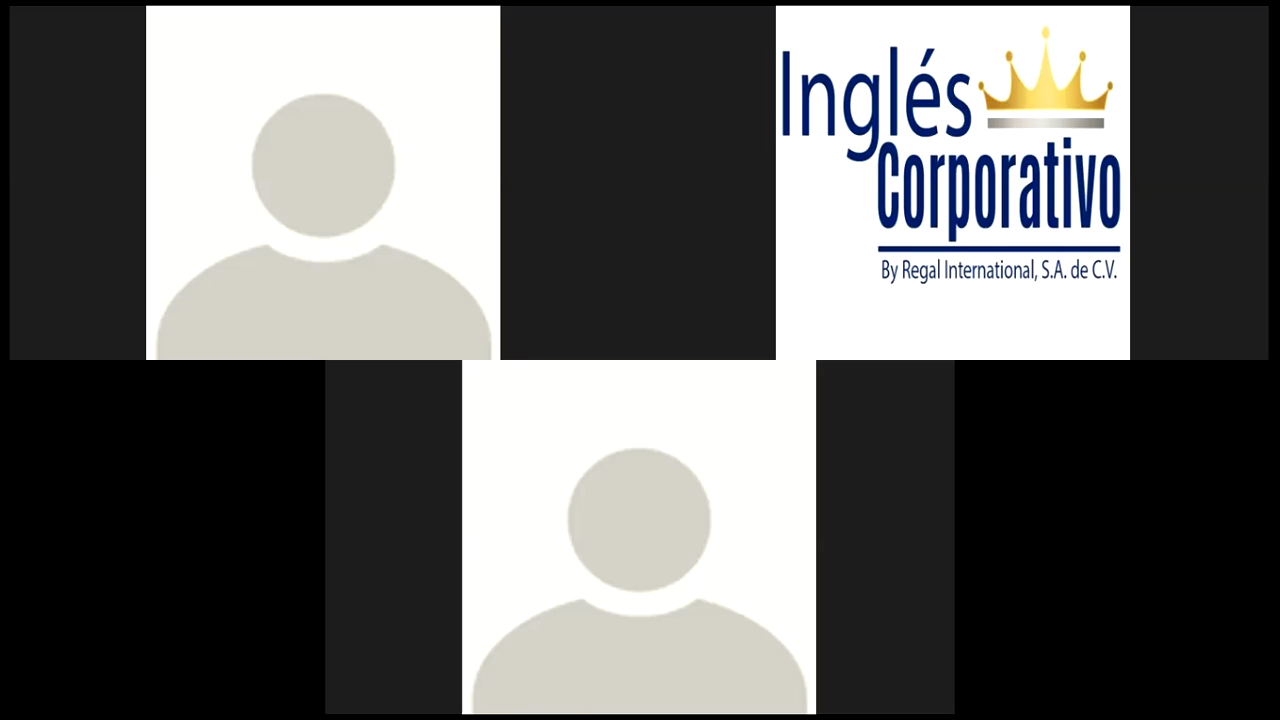 Inglés
Corporativo
By Regal International, S.A. de C.V.